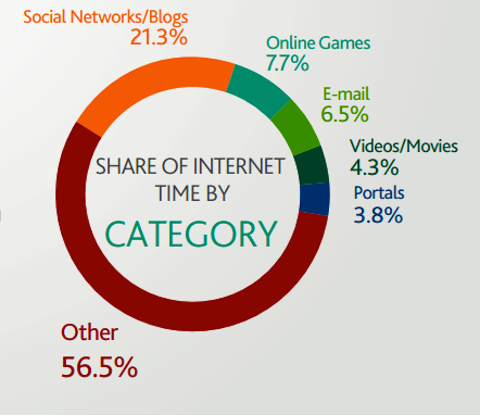 Social Networks/Blogs
21.3%
Online Games
7.7%
E-mail
6.5%
Videos/Movies
4.3%
Portals
3.8%
SHARE OF INTERNET
TIME BY
CATEGORY
Other
56.5%